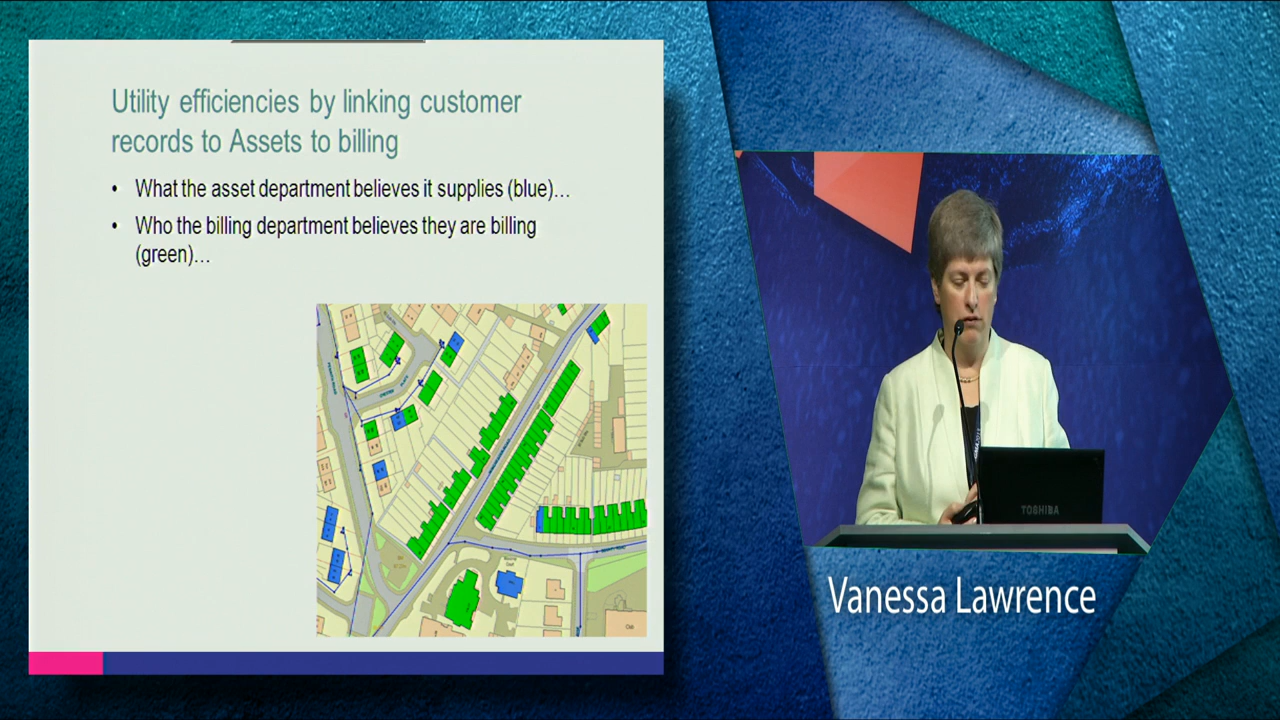 Utility efficiencies by linking customer
records to Assets to billing
• What the asset department believes it supplies (blue)…
• Who the billing department believes they are billing
(green)…
TOSHIBA
Vanessa Lawrence